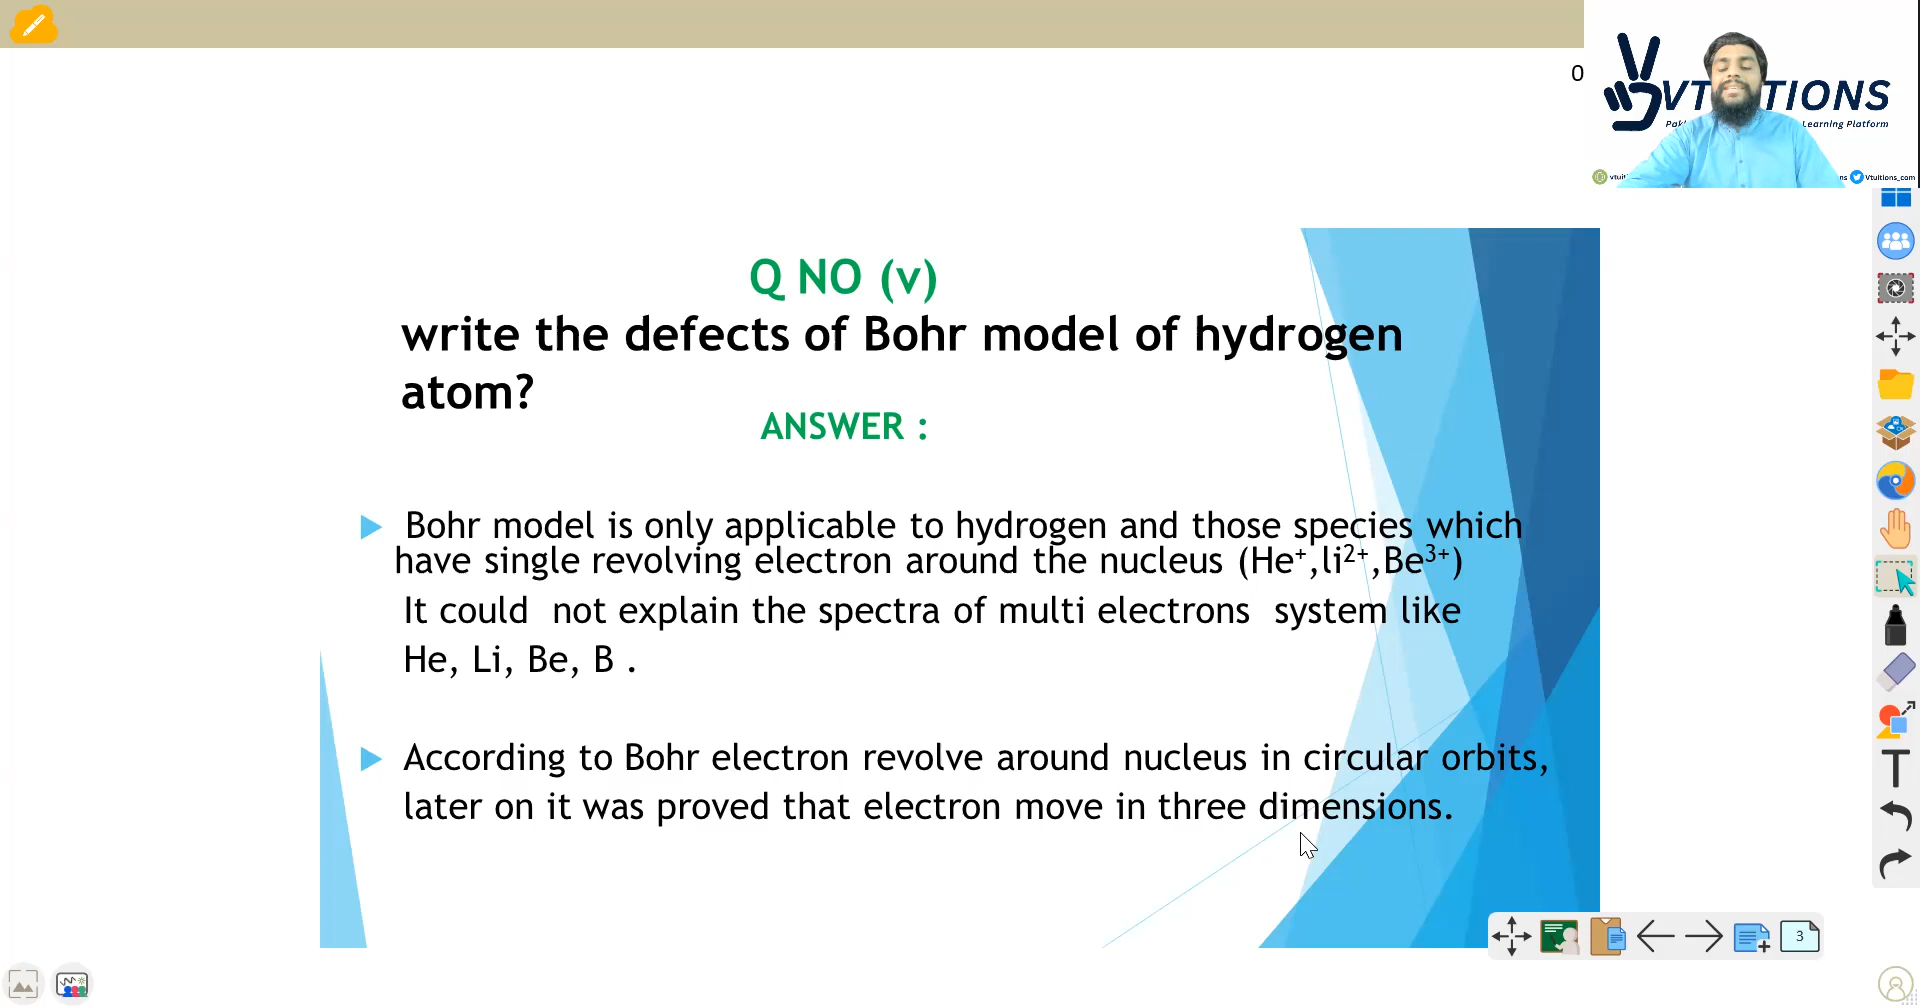 0
VTUITIONS
Learning Platform
Vtuitions_com
Q NO (v)
write the defects of Bohr model of hydrogen
atom?
ANSWER :
Bohr model is only applicable to hydrogen and those species which
have single revolving electron around the nucleus (He⁺,li²⁺,Be³⁺)
It could not explain the spectra of multi electrons system like
He, Li, Be, B .
According to Bohr electron revolve around nucleus in circular orbits,
later on it was proved that electron move in three dimensions.
T
3